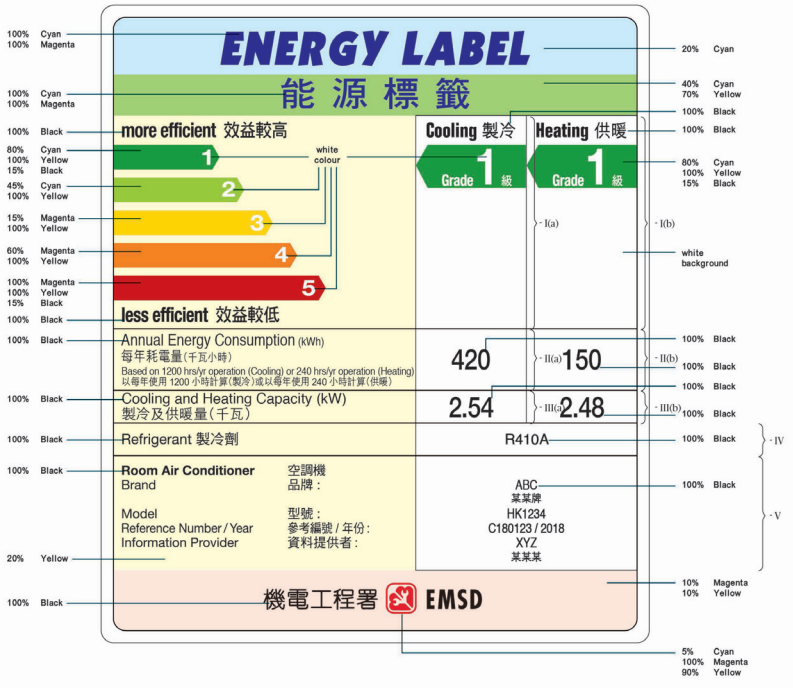 100% Cyan
100% Magenta
ENERGY LABEL
20% Cyan
能源標籤
100% Cyan
100% Magenta
40% Cyan
70% Yellow
100% Black
more efficient 效益較高
Cooling 製冷
Heating 供暖
100% Black
100% Black
80% Cyan
100% Yellow
15% Black
1
white
colour
Grade 1 級
Grade 1 級
80% Cyan
100% Yellow
15% Black
45% Cyan
100% Yellow
2
15% Magenta
100% Yellow
3
- I(a)
- I(b)
60% Magenta
100% Yellow
4
white
background
100% Magenta
100% Yellow
15% Black
5
100% Black
less efficient 效益較低
100% Black
Annual Energy Consumption (kWh)
每年耗電量(千瓦小時)
Based on 1200 hrs/yr operation (Cooling) or 240 hrs/yr operation (Heating)
以每年使用 1200 小時計算(製冷)或以每年使用 240 小時計算(供暖)
420
- II(a)
150
- II(b)
100% Black
100% Black
100% Black
100% Black
Cooling and Heating Capacity (kW)
製冷及供暖量(千瓦)
2.54
- III(a)
2.48
- III(b)
100% Black
100% Black
Refrigerant 製冷劑
R410A
100% Black
- IV
100% Black
Room Air Conditioner 空調機
Brand 品牌 :
ABC
某某牌
100% Black
Model 型號 :
HK1234
- V
Reference Number / Year 參考編號 / 年份 :
C180123 / 2018
Information Provider 資料提供者 :
XYZ
某某某
20% Yellow
10% Magenta
10% Yellow
100% Black
機電工程署 EMSD
5% Cyan
100% Magenta
90% Yellow